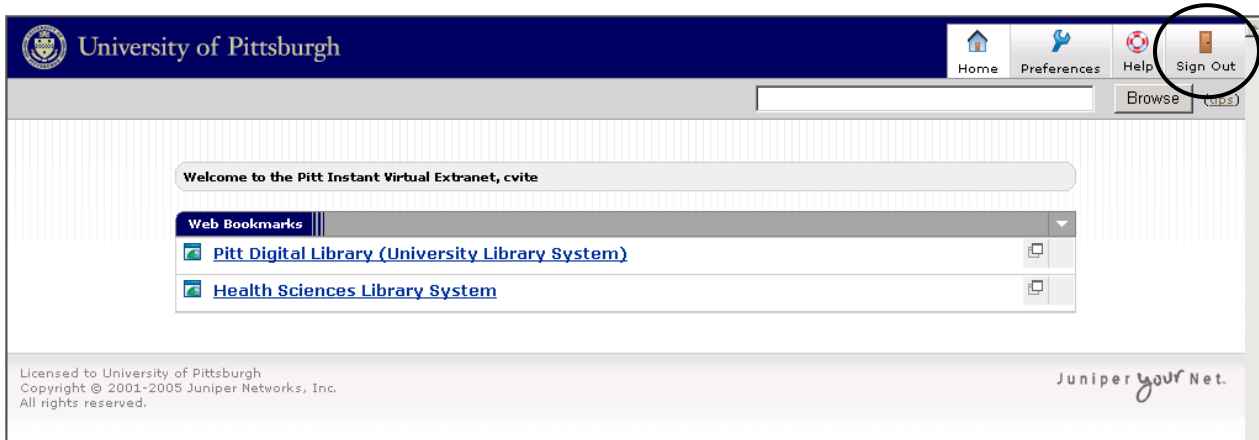 University of Pittsburgh
Home
Preferences
Help
Sign Out
Browse (tips)
Welcome to the Pitt Instant Virtual Extranet, cvite
Web Bookmarks
Pitt Digital Library (University Library System)
Health Sciences Library System
Licensed to University of Pittsburgh
Copyright © 2001-2005 Juniper Networks, Inc.
All rights reserved.
Juniper your Net.